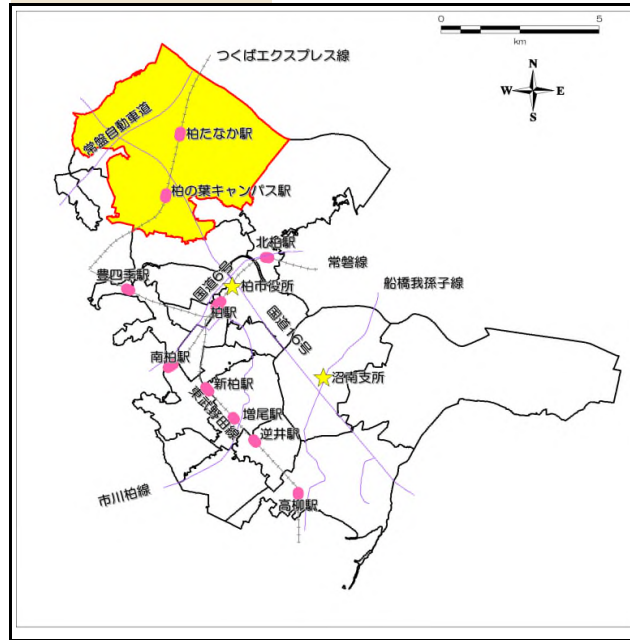 0 5
km
N
W E
S
つくばエクスプレス線
常盤自動車道
柏たなか駅
柏の葉キャンパス駅
北柏駅
常磐線
豊四季駅
国道6号
柏市役所
船橋我孫子線
柏駅
国道16号
南柏駅
沼南支所
新柏駅
東武野田線
増尾駅
逆井駅
市川柏線
高柳駅